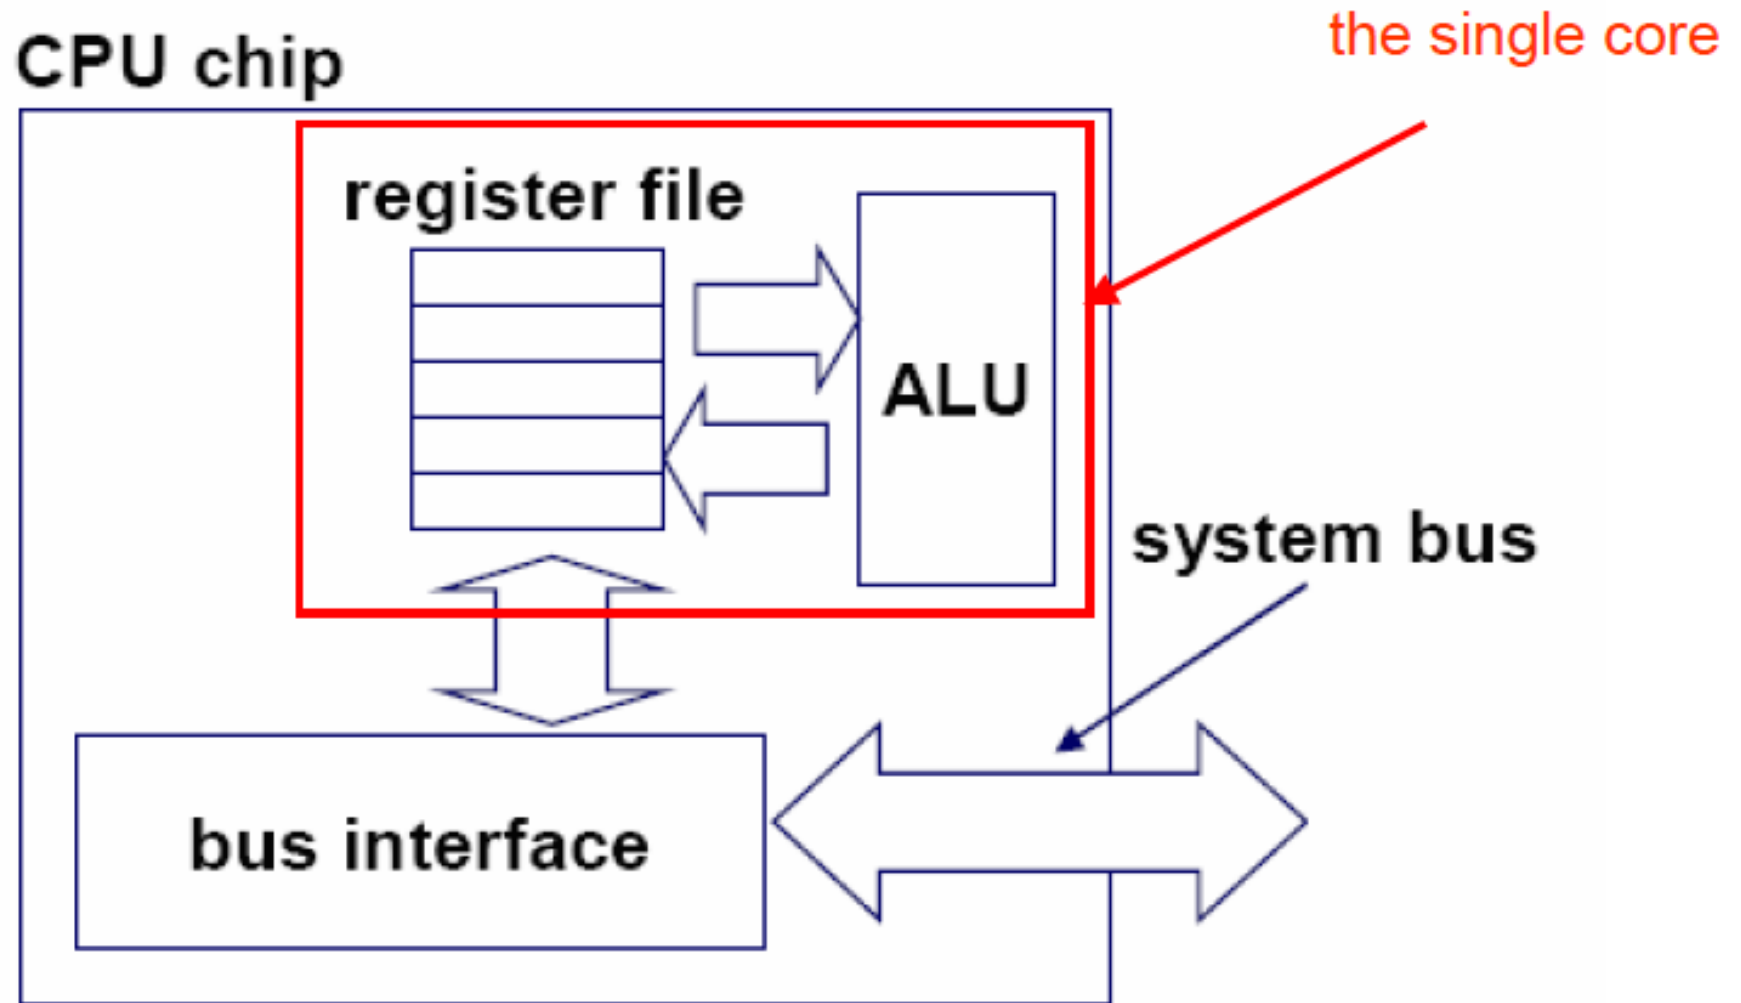 the single core
CPU chip
register file
ALU
system bus
bus interface